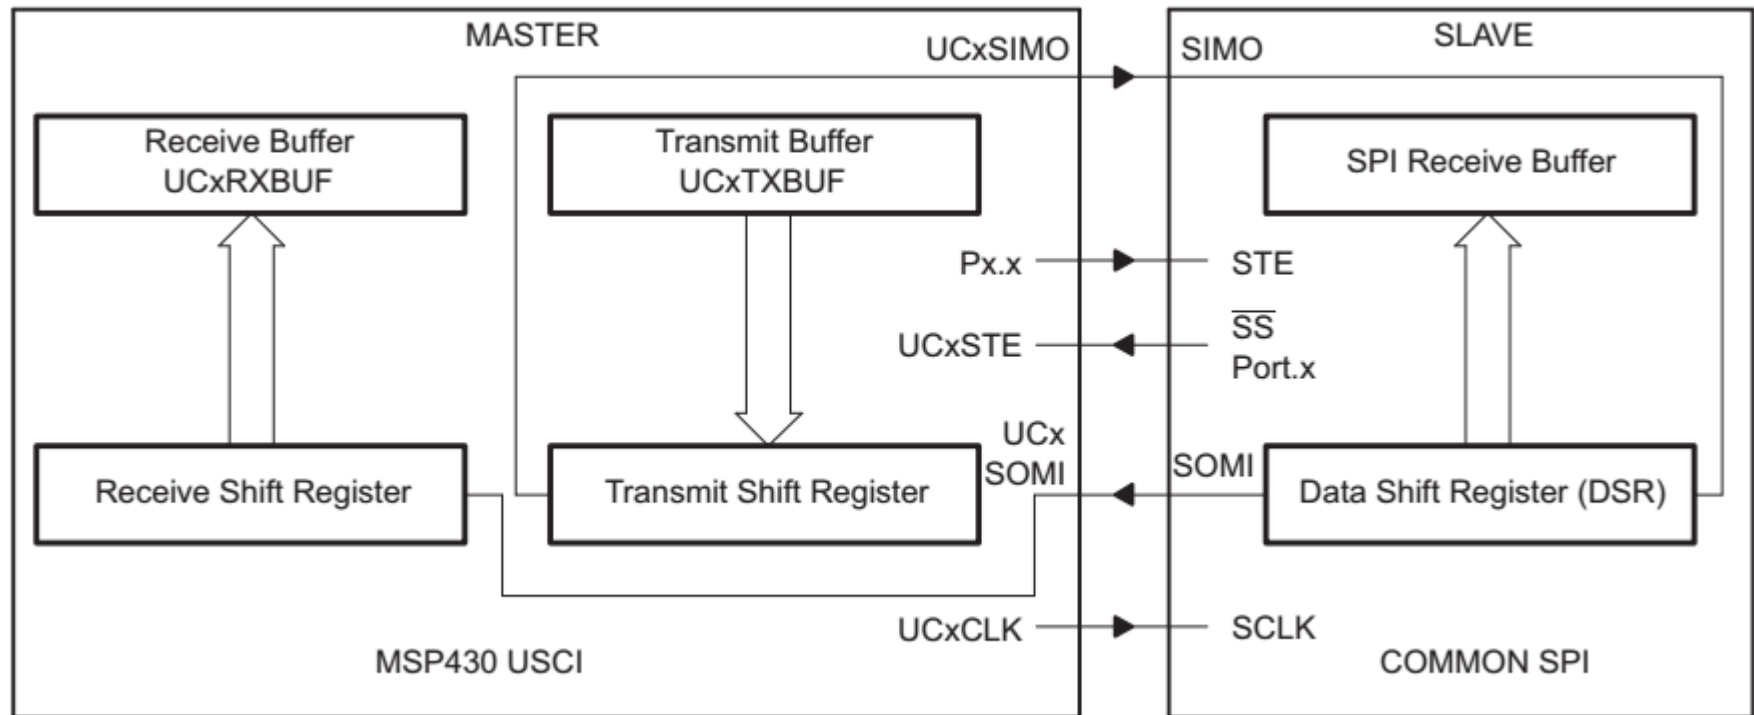 MASTER
UCxSIMO
SIMO
SLAVE
Receive Buffer
UCxRXBUF
Transmit Buffer
UCxTXBUF
SPI Receive Buffer
Px.x
STE
UCxSTE
SS
Port.x
UCx
SOMI
SOMI
Receive Shift Register
Transmit Shift Register
Data Shift Register (DSR)
UCxCLK
SCLK
MSP430 USCI
COMMON SPI